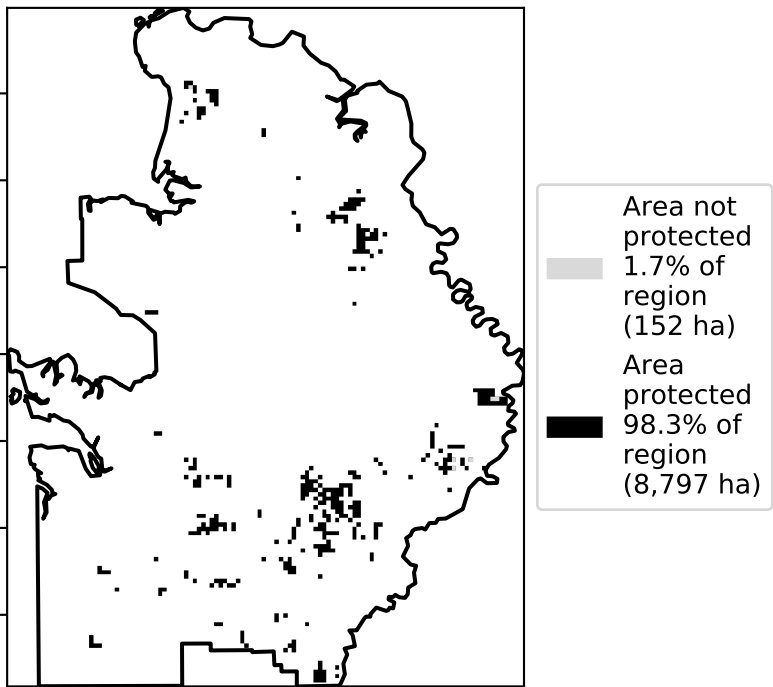 Area not
protected
1.7% of
region
(152 ha)
Area
protected
98.3% of
region
(8,797 ha)